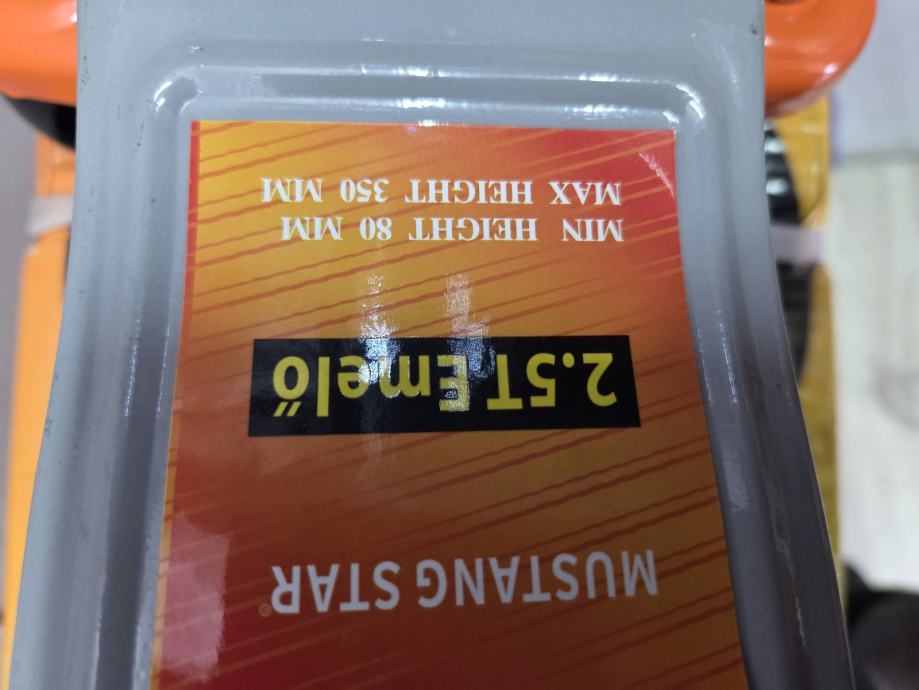 MUSTANG STAR®
2.5T Emelő
MIN HEIGHT 80 MM
MAX HEIGHT 350 MM